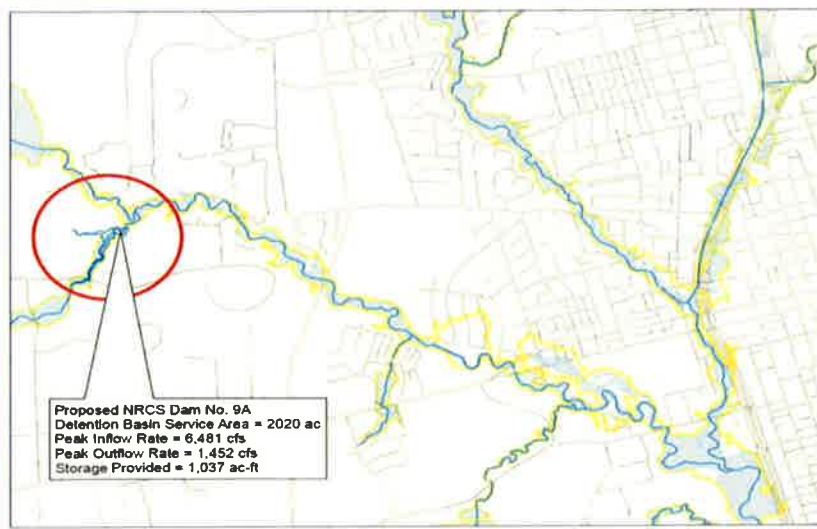 Proposed NRCS Dam No. 9A
Detention Basin Service Area = 2020 ac
Peak Inflow Rate = 6,481 cfs
Peak Outflow Rate = 1,452 cfs
Storage Provided = 1,037 ac-ft